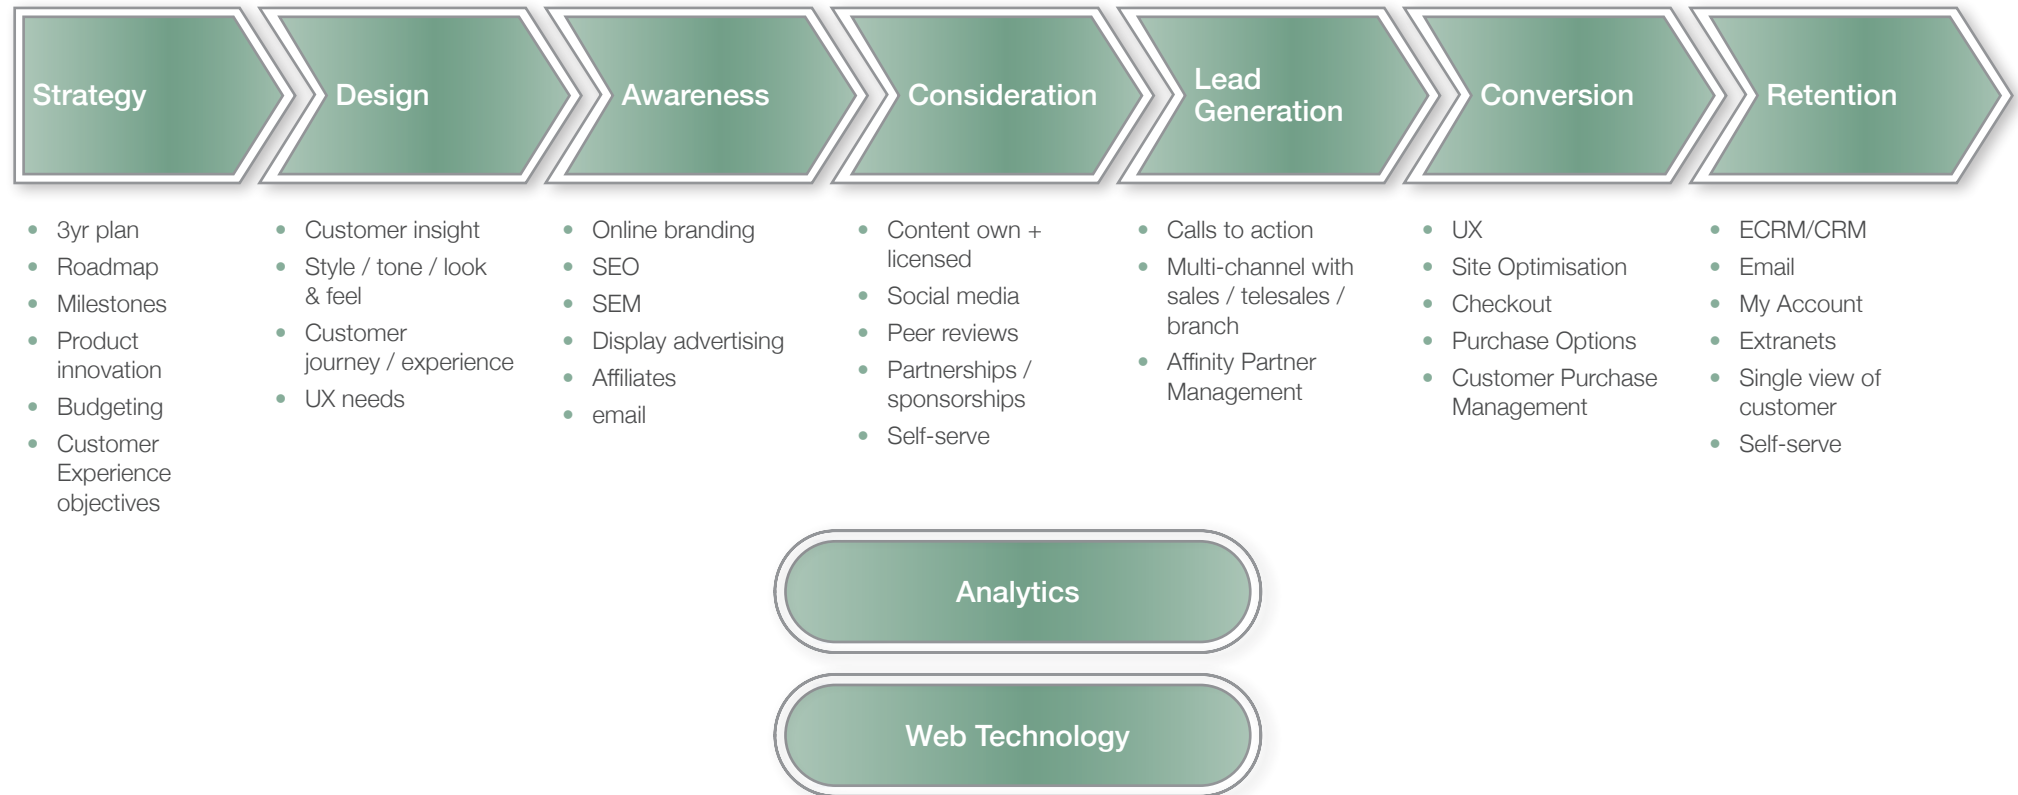 Strategy
Design
Awareness
Consideration
Lead
Generation
Conversion
Retention
• 3yr plan
• Roadmap
• Milestones
• Product
innovation
• Budgeting
• Customer
Experience
objectives
• Customer insight
• Style / tone / look
& feel
• Customer
journey / experience
• UX needs
• Online branding
• SEO
• SEM
• Display advertising
• Affiliates
• email
• Content own +
licensed
• Social media
• Peer reviews
• Partnerships /
sponsorships
• Self-serve
• Calls to action
• Multi-channel with
sales / telesales /
branch
• Affinity Partner
Management
• UX
• Site Optimisation
• Checkout
• Purchase Options
• Customer Purchase
Management
• ECRM/CRM
• Email
• My Account
• Extranets
• Single view of
customer
• Self-serve
Analytics
Web Technology